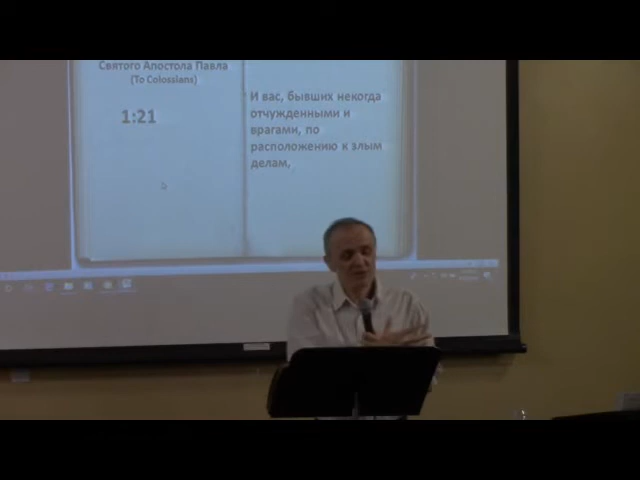 Святого Апостола Павла
(To Colossians)
1:21
И вас, бывших некогда
отчужденными и
врагами, по
расположению к злым
делам,